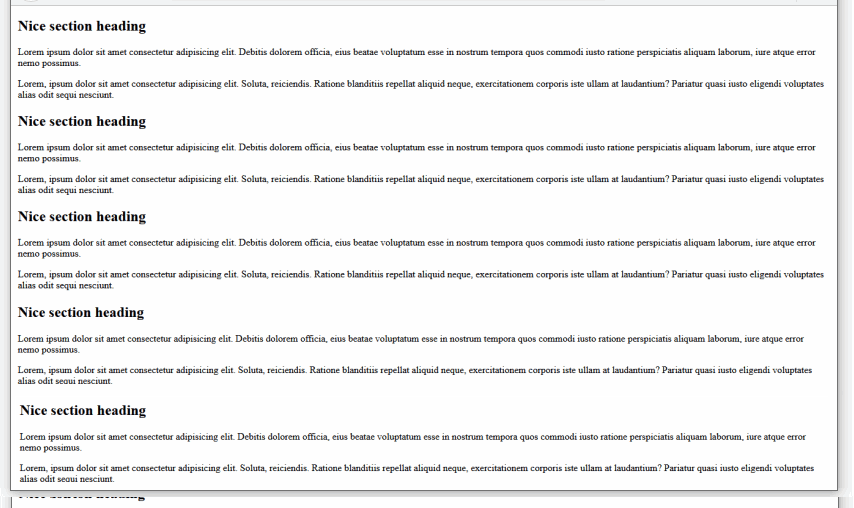 Nice section heading
Lorem ipsum dolor sit amet consectetur adipisicing elit. Debitis dolorem officia, eius beatae voluptatum esse in nostrum tempora quos commodi iusto ratione perspiciatis aliquam laborum, iure atque error
nemo possimus.
Lorem, ipsum dolor sit amet consectetur adipisicing elit. Soluta, reiciendis. Ratione blanditiis repellat aliquid neque, exercitationem corporis iste ullam at laudantium? Pariatur quasi iusto eligendi voluptates
alias odit sequi nesciunt.
Nice section heading
Lorem ipsum dolor sit amet consectetur adipisicing elit. Debitis dolorem officia, eius beatae voluptatum esse in nostrum tempora quos commodi iusto ratione perspiciatis aliquam laborum, iure atque error
nemo possimus.
Lorem, ipsum dolor sit amet consectetur adipisicing elit. Soluta, reiciendis. Ratione blanditiis repellat aliquid neque, exercitationem corporis iste ullam at laudantium? Pariatur quasi iusto eligendi voluptates
alias odit sequi nesciunt.
Nice section heading
Lorem ipsum dolor sit amet consectetur adipisicing elit. Debitis dolorem officia, eius beatae voluptatum esse in nostrum tempora quos commodi iusto ratione perspiciatis aliquam laborum, iure atque error
nemo possimus.
Lorem, ipsum dolor sit amet consectetur adipisicing elit. Soluta, reiciendis. Ratione blanditiis repellat aliquid neque, exercitationem corporis iste ullam at laudantium? Pariatur quasi iusto eligendi voluptates
alias odit sequi nesciunt.
Nice section heading
Lorem ipsum dolor sit amet consectetur adipisicing elit. Debitis dolorem officia, eius beatae voluptatum esse in nostrum tempora quos commodi iusto ratione perspiciatis aliquam laborum, iure atque error
nemo possimus.
Lorem, ipsum dolor sit amet consectetur adipisicing elit. Soluta, reiciendis. Ratione blanditiis repellat aliquid neque, exercitationem corporis iste ullam at laudantium? Pariatur quasi iusto eligendi voluptates
alias odit sequi nesciunt.
Nice section heading
Lorem ipsum dolor sit amet consectetur adipisicing elit. Debitis dolorem officia, eius beatae voluptatum esse in nostrum tempora quos commodi iusto ratione perspiciatis aliquam laborum, iure atque error
nemo possimus.
Lorem, ipsum dolor sit amet consectetur adipisicing elit. Soluta, reiciendis. Ratione blanditiis repellat aliquid neque, exercitationem corporis iste ullam at laudantium? Pariatur quasi iusto eligendi voluptates
alias odit sequi nesciunt.